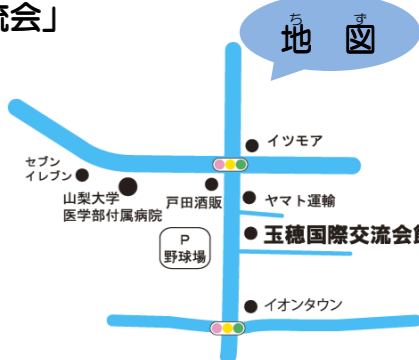 流会」
ち ず
地 図
イツモア
セブン
イレブン
山梨大学
医学部付属病院
戸田酒販
ヤマト運輸
P
野球場
玉穂国際交流会館
イオンタウン